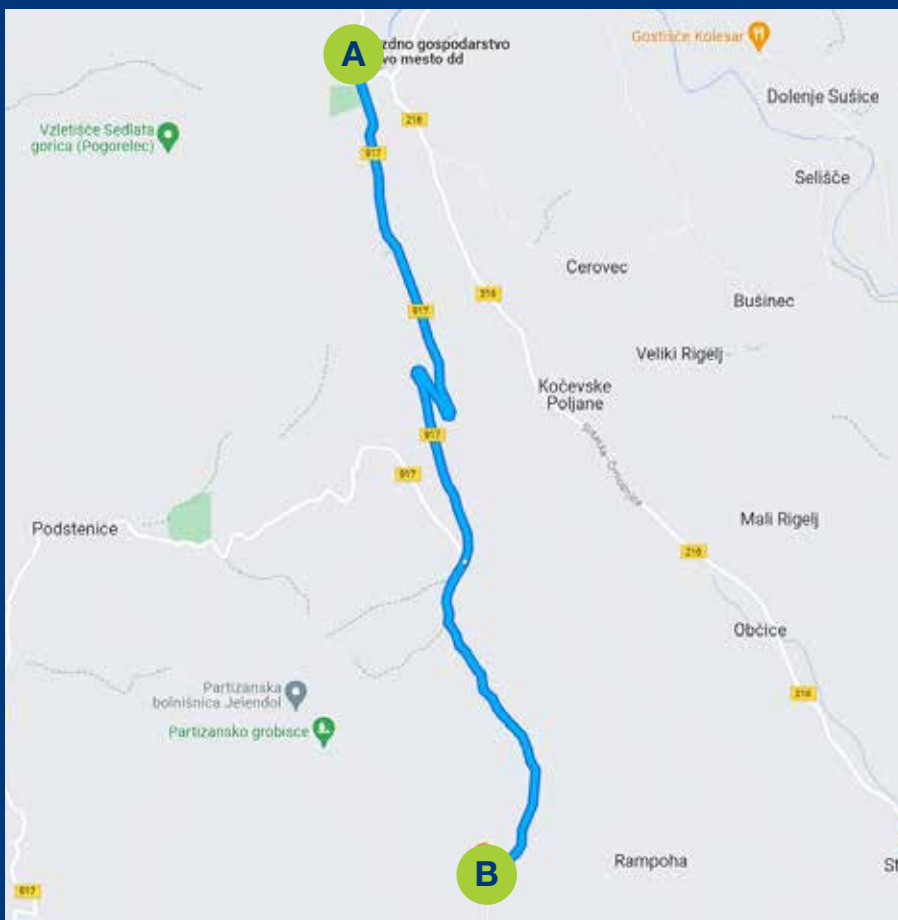 A
zdno gospodarstvo
vo mesto dd
Gostišče Kolesar
Dolenje Sušice
Vzletišče Sedlata
gorica (Pogorelec)
216
917
Selišče
Cerovec
216
Bušinec
917
Veliki Rigelj
Kočevske
Poljane
917
917
Podstenice
Mali Rigelj
216
Občice
Partizanska
bolnišnica Jelendol
216
Partizansko grobisce
Rampoha
B
St
917